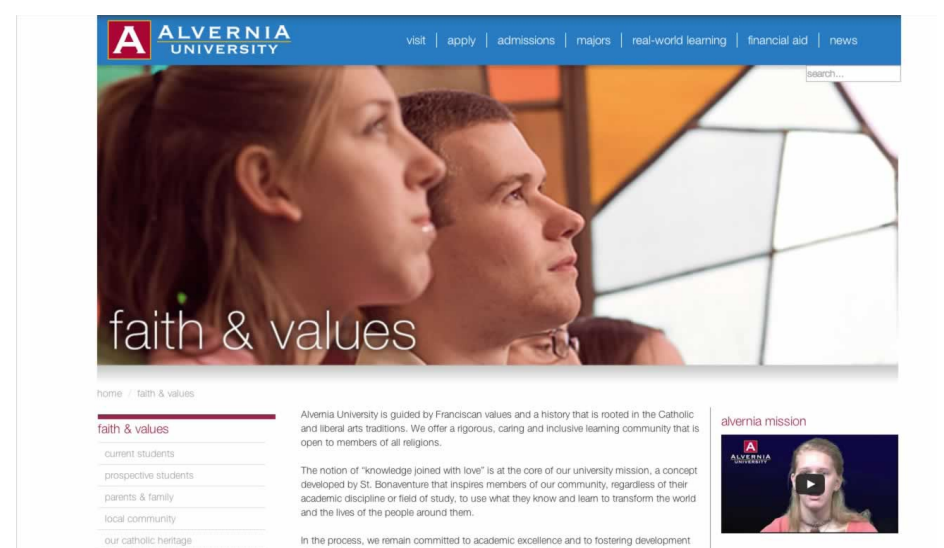 A ALVERNIA
UNIVERSITY
visit | apply | admissions | majors | real-world learning | financial aid | news
search...
faith & values
home / faith & values
faith & values
current students
prospective students
parents & family
local community
our catholic heritage
Alvernia University is guided by Franciscan values and a history that is rooted in the Catholic
and liberal arts traditions. We offer a rigorous, caring and inclusive learning community that is
open to members of all religions.
The notion of “knowledge joined with love” is at the core of our university mission, a concept
developed by St. Bonaventure that inspires members of our community, regardless of their
academic discipline or field of study, to use what they know and learn to transform the world
and the lives of the people around them.
In the process, we remain committed to academic excellence and to fostering development
alvernia mission
A
ALVERNIA
UNIVERSITY